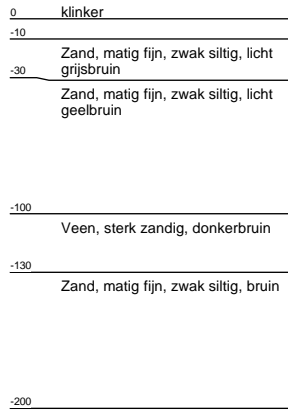 0 klinker
-10
Zand, matig fijn, zwak siltig, licht
grijsbruin
-30
Zand, matig fijn, zwak siltig, licht
geelbruin
-100
Veen, sterk zandig, donkerbruin
-130
Zand, matig fijn, zwak siltig, bruin
-200